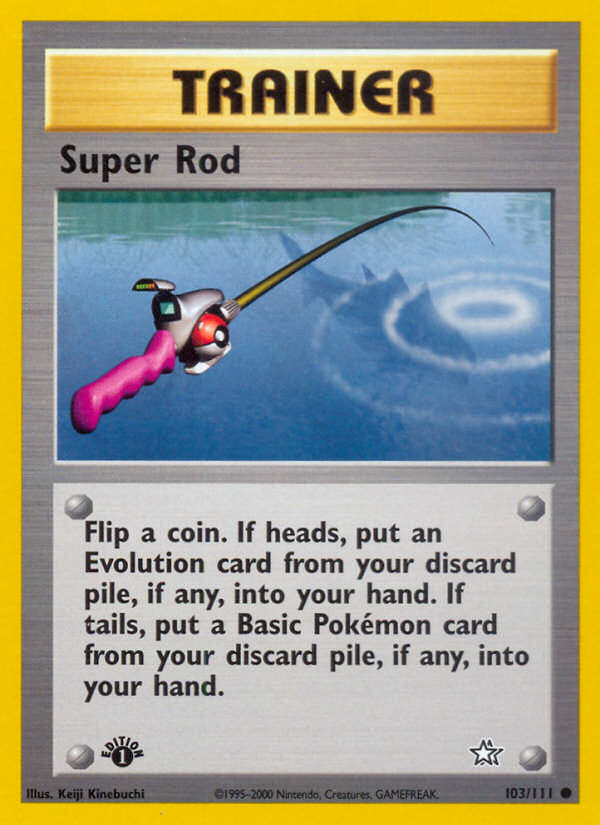 TRAINER
Super Rod
Flip a coin. If heads, put an
Evolution card from your discard
pile, if any, into your hand. If
tails, put a Basic Pokémon card
from your discard pile, if any, into
your hand.
EDITION
1
Illus. Keiji Kinebuchi
©1995–2000 Nintendo, Creatures, GAMEFREAK.
103/111